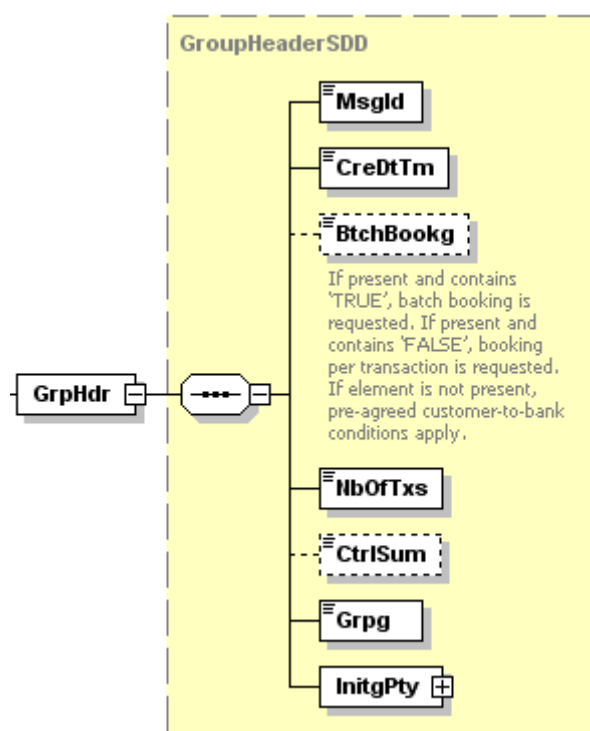 GroupHeaderSDD
MsgId
CreDtTm
BtchBookg
If present and contains
'TRUE', batch booking is
requested. If present and
contains 'FALSE', booking
per transaction is requested.
If element is not present,
pre-agreed customer-to-bank
conditions apply.
GrpHdr
NbOfTxs
CtrlSum
Grpg
InitgPty